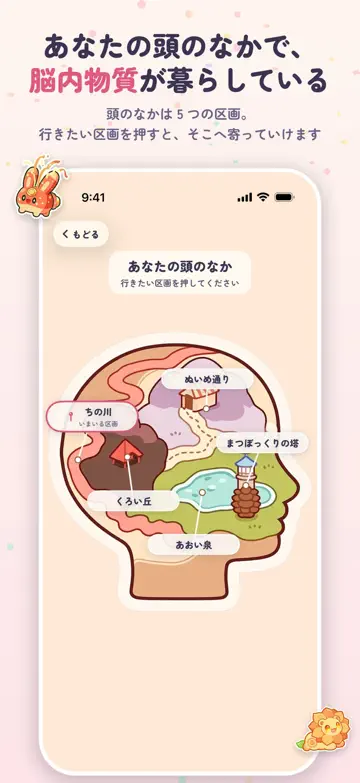 あなたの頭のなかで、
脳内物質が暮らしている
頭のなかは５つの区画。
行きたい区画を押すと、そこへ寄っていけます
9:41
もどる
あなたの頭のなか
行きたい区画を押してください
ぬいめ通り
ちの川
いまいる区画
まつぼっくりの塔
くろい丘
あおい泉